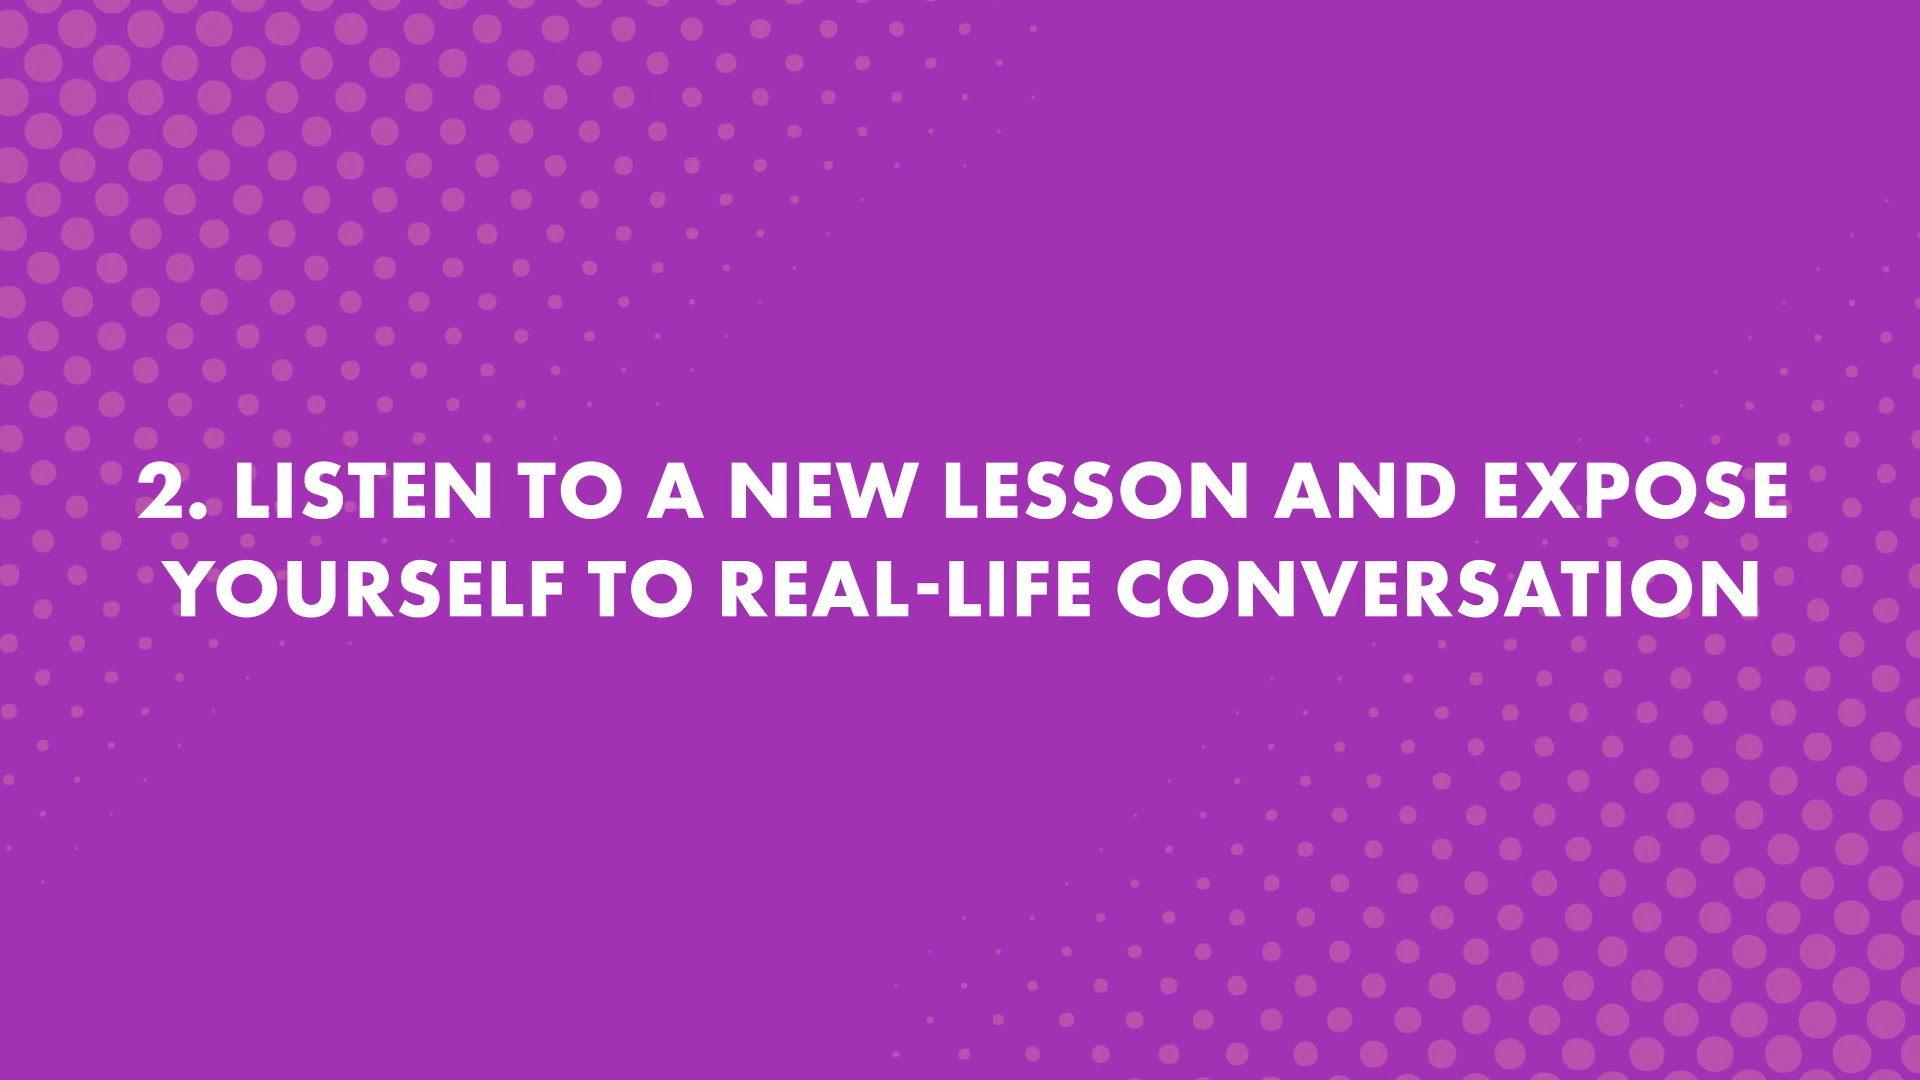 2. LISTEN TO A NEW LESSON AND EXPOSE
YOURSELF TO REAL-LIFE CONVERSATION